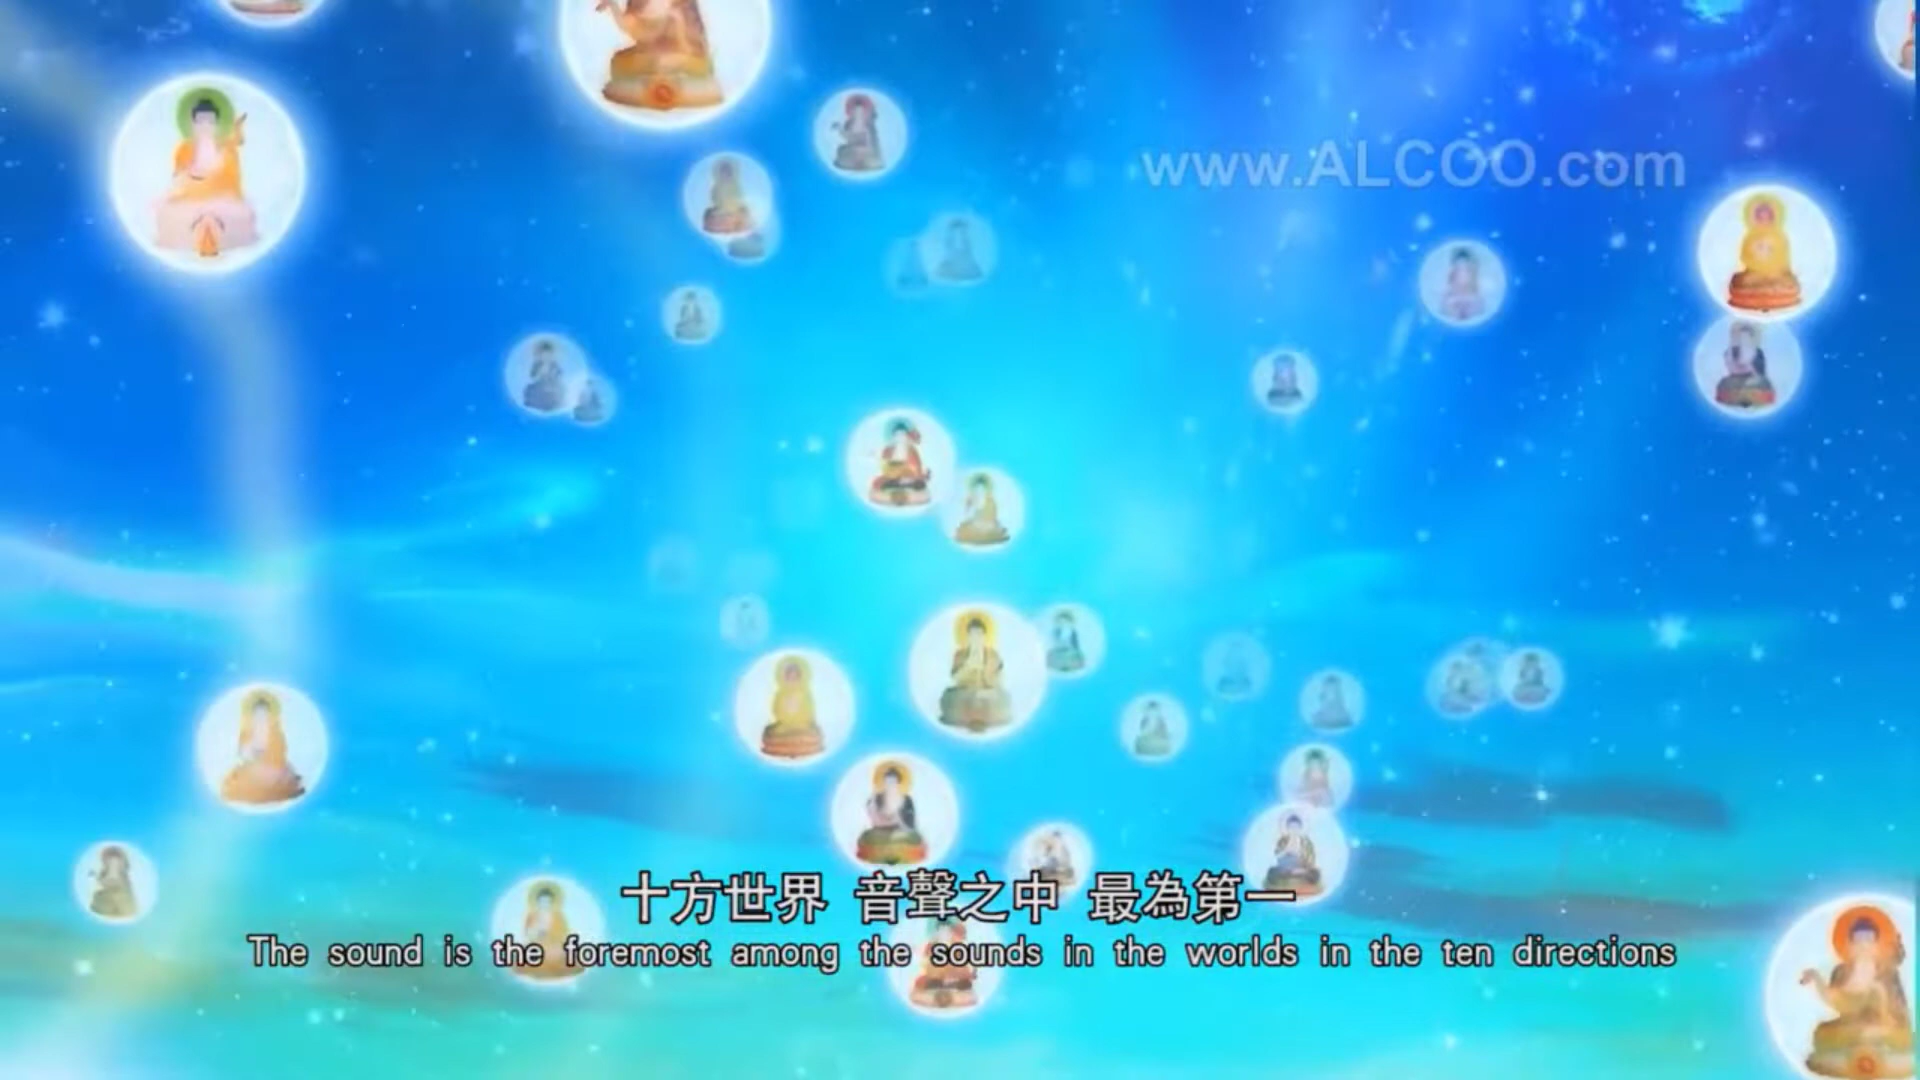 www.ALCOO.com
十方世界 音聲之中 最為第一
The sound is the foremost among the sounds in the worlds in the ten directions